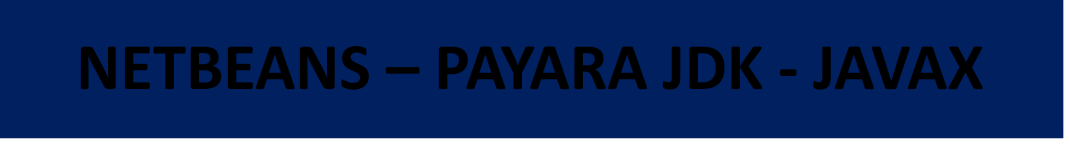 NETBEANS – PAYARA JDK - JAVAX